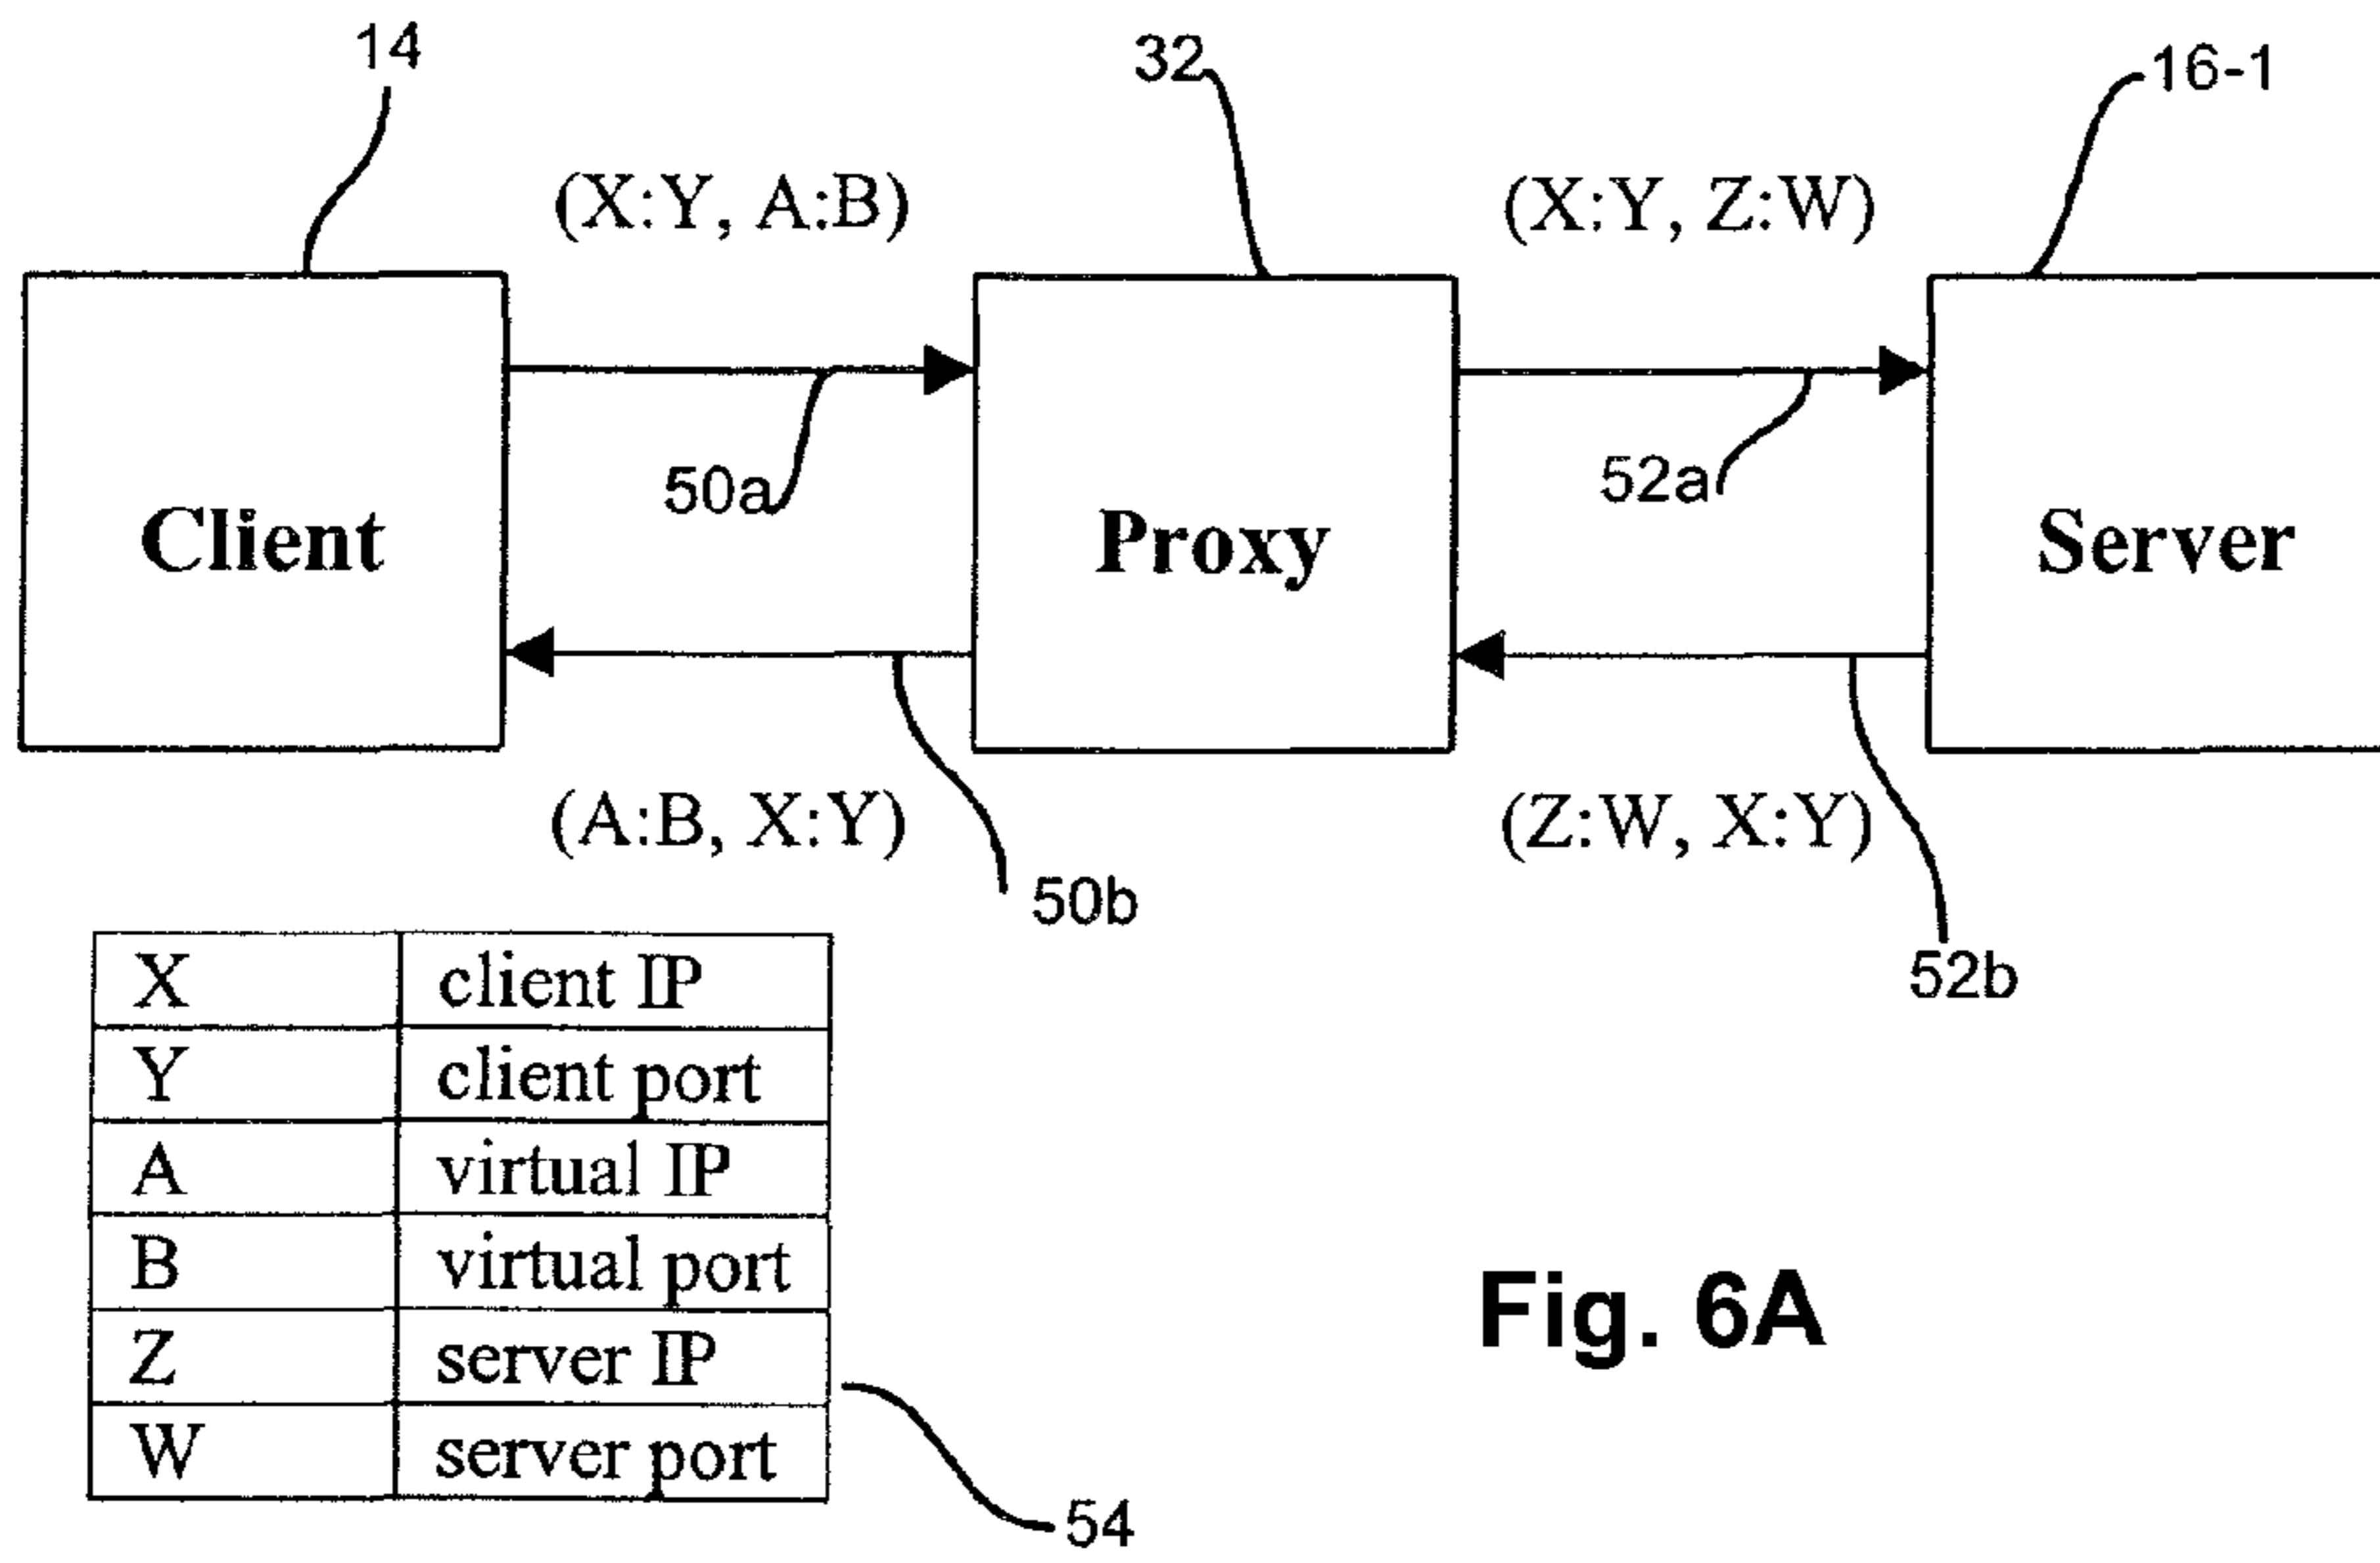 14
32
16-1
(X:Y, A:B)
(X:Y, Z:W)
50a
52a
Client
Proxy
Server
(A:B, X:Y)
(Z:W, X:Y)
50b
52b
X client IP
Y client port
A virtual IP
B virtual port
Z server IP
W server port
54
Fig. 6A